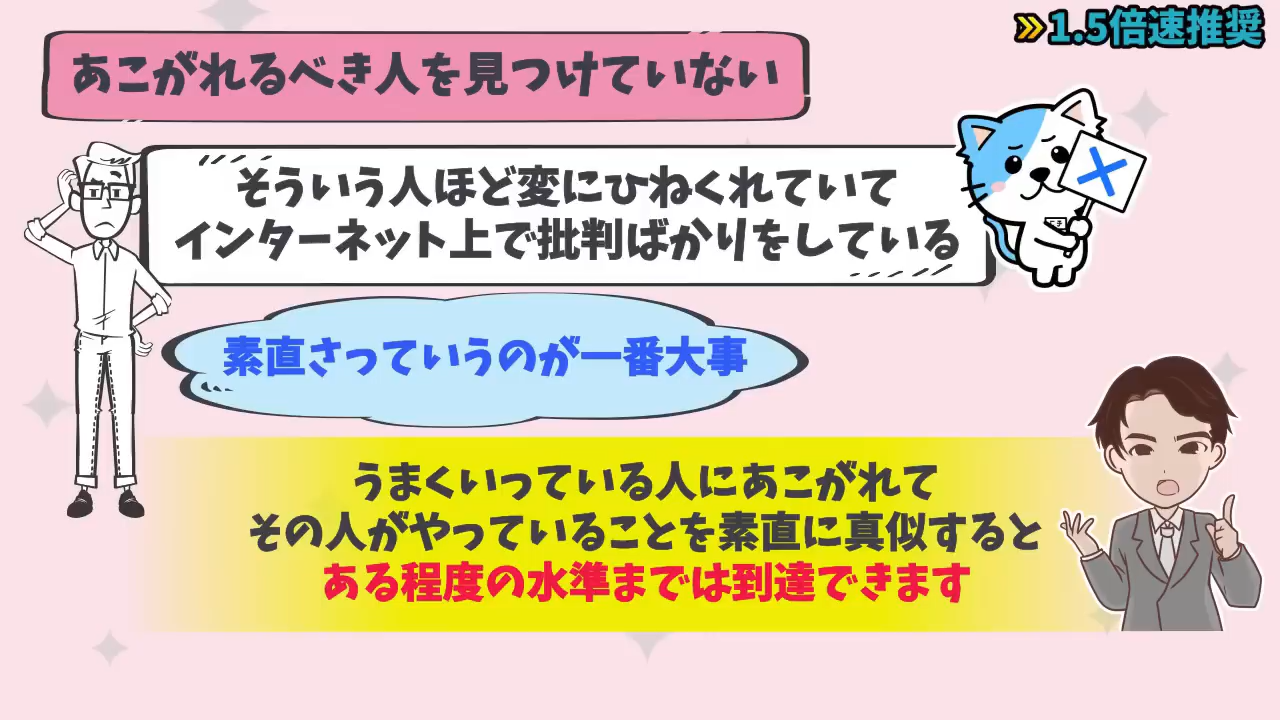 1.5倍速推奨
あこがれるべき人を見つけていない
そういう人ほど変にひねくれていて
インターネット上で批判ばかりをしている
素直さっていうのが一番大事
うまくいっている人にあこがれて
その人がやっていることを素直に真似すると
ある程度の水準までは到達できます